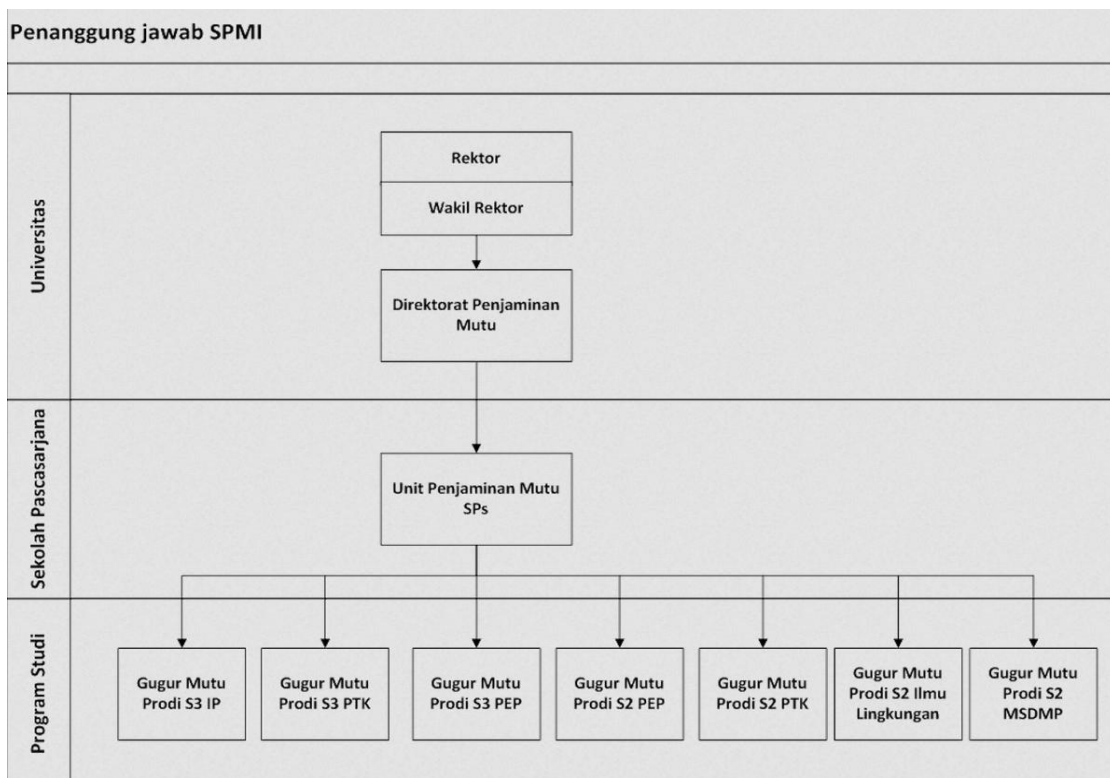 Penanggung jawab SPMI
Universitas
Rektor
Wakil Rektor
Direktorat Penjaminan
Mutu
Sekolah Pascasarjana
Unit Penjaminan Mutu
SPs
Program Studi
Gugur Mutu
Prodi S3 IP
Gugur Mutu
Prodi S3 PTK
Gugur Mutu
Prodi S3 PEP
Gugur Mutu
Prodi S2 PEP
Gugur Mutu
Prodi S2 PTK
Gugur Mutu
Prodi S2 Ilmu
Lingkungan
Gugur Mutu
Prodi S2
MSDMP